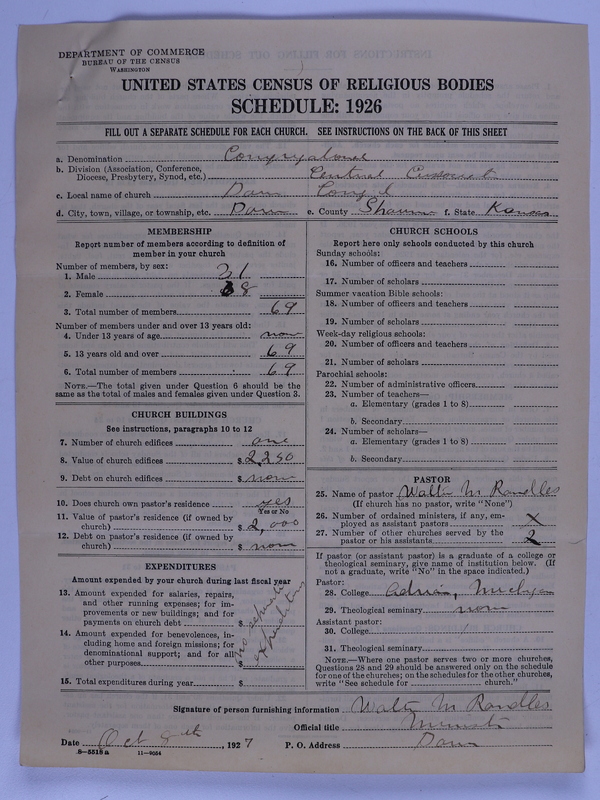 DEPARTMENT OF COMMERCE
BUREAU OF THE CENSUS
WASHINGTON
UNITED STATES CENSUS OF RELIGIOUS BODIES
SCHEDULE: 1926
FILL OUT A SEPARATE SCHEDULE FOR EACH CHURCH. SEE INSTRUCTIONS ON THE BACK OF THIS SHEET
a. Denomination Congregational
b. Division (Association, Conference, Diocese, Presbytery, Synod, etc.) Central
c. Local name of church Dover Cong'l
d. City, town, village, or township, etc. Dover e. County Shawnee f. State Kansas
MEMBERSHIP
Report number of members according to definition of
member in your church
Number of members, by sex:
1. Male 31
2. Female 38
3. Total number of members 69
Number of members under and over 13 years old:
4. Under 13 years of age none
5. 13 years old and over 69
6. Total number of members 69
NOTE.—The total given under Question 6 should be the
same as the total of males and females given under Question 3.
CHURCH BUILDINGS
See instructions, paragraphs 10 to 12
7. Number of church edifices one
8. Value of church edifices $2,250
9. Debt on church edifices $ none
10. Does church own pastor's residence yes
Yes or No
11. Value of pastor's residence (if owned by
church) $ 2,000
12. Debt on pastor's residence (if owned by
church) $ none
EXPENDITURES
Amount expended by your church during last fiscal year
13. Amount expended for salaries, repairs,
and other running expenses; for im-
provements or new buildings; and for
payments on church debt $
14. Amount expended for benevolences, in-
cluding home and foreign missions; for
denominational support; and for all
other purposes $
no separate
expenditures
15. Total expenditures during year $
CHURCH SCHOOLS
Report here only schools conducted by this church
Sunday schools:
16. Number of officers and teachers
17. Number of scholars
Summer vacation Bible schools:
18. Number of officers and teachers
19. Number of scholars
Week-day religious schools:
20. Number of officers and teachers
21. Number of scholars
Parochial schools:
22. Number of administrative officers
23. Number of teachers—
a. Elementary (grades 1 to 8)
b. Secondary
24. Number of scholars—
a. Elementary (grades 1 to 8)
b. Secondary
PASTOR
25. Name of pastor Walter M Randles
(If church has no pastor, write "None")
26. Number of ordained ministers, if any, em-
ployed as assistant pastors X
27. Number of other churches served by the
pastor or his assistants 2
If pastor (or assistant pastor) is a graduate of a college or
theological seminary, give name of institution below. (If
not a graduate, write "No" in the space indicated.)
Pastor:
28. College Adrian, Michigan
29. Theological seminary none
Assistant pastor:
30. College
31. Theological seminary
NOTE.—Where one pastor serves two or more churches,
Questions 28 and 29 should be answered only on the schedule
for one of the churches; on the schedules for the other churches,
write "See schedule for church."
Signature of person furnishing information Walter M Randles
Official title Minister
Date Oct 8th, 1927 P. O. Address Dover
8-5518a 11-9054